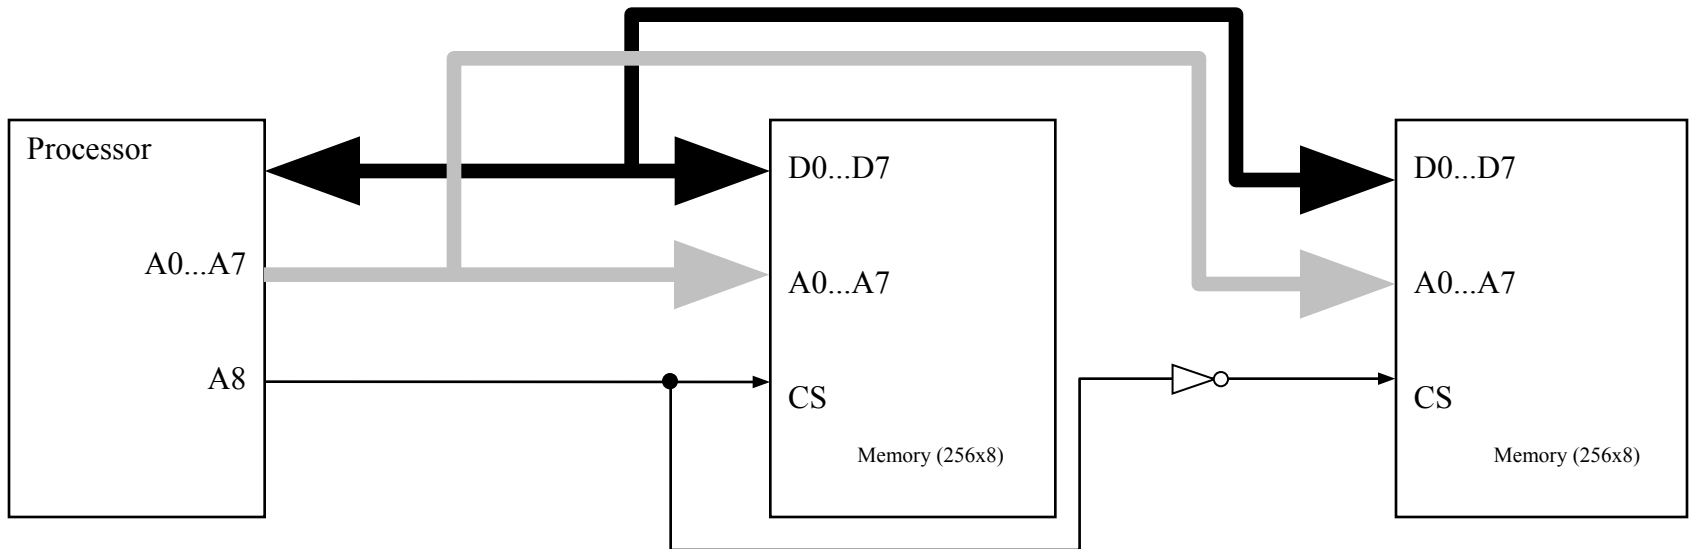 Processor
A0...A7
A8
D0...D7
A0...A7
CS
Memory (256x8)
D0...D7
A0...A7
CS
Memory (256x8)